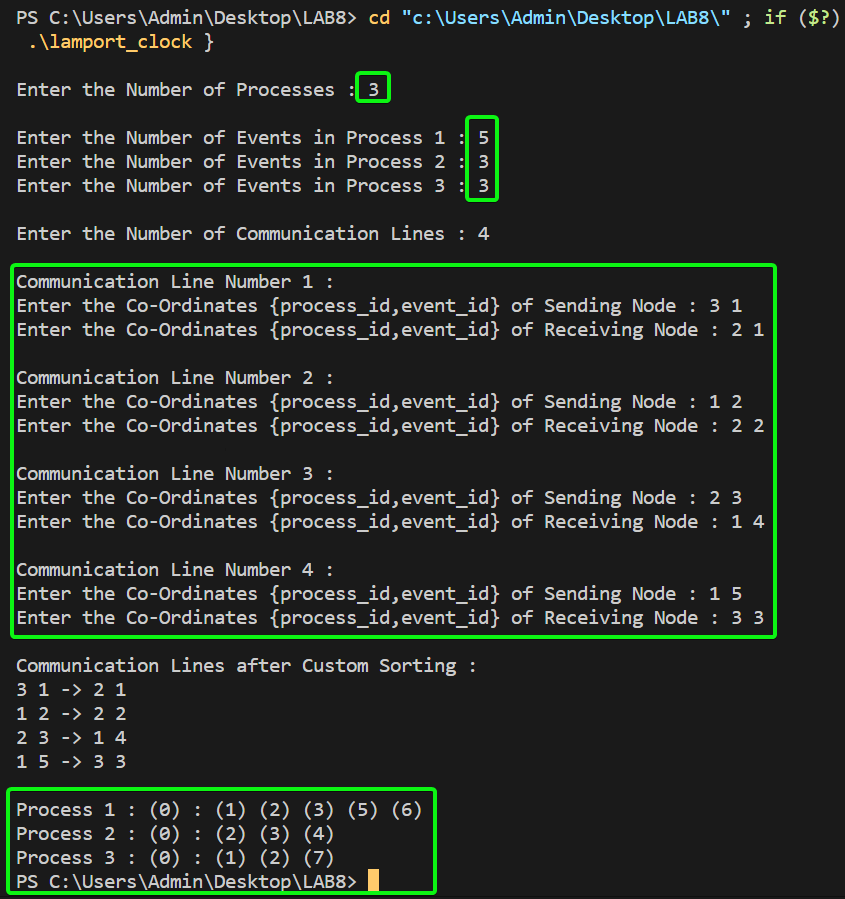 PS C:\Users\Admin\Desktop\LAB8> cd "c:\Users\Admin\Desktop\LAB8\" ; if ($?)
.\lamport_clock }
Enter the Number of Processes : 3
Enter the Number of Events in Process 1 : 5
Enter the Number of Events in Process 2 : 3
Enter the Number of Events in Process 3 : 3
Enter the Number of Communication Lines : 4
Communication Line Number 1 :
Enter the Co-Ordinates {process_id,event_id} of Sending Node : 3 1
Enter the Co-Ordinates {process_id,event_id} of Receiving Node : 2 1
Communication Line Number 2 :
Enter the Co-Ordinates {process_id,event_id} of Sending Node : 1 2
Enter the Co-Ordinates {process_id,event_id} of Receiving Node : 2 2
Communication Line Number 3 :
Enter the Co-Ordinates {process_id,event_id} of Sending Node : 2 3
Enter the Co-Ordinates {process_id,event_id} of Receiving Node : 1 4
Communication Line Number 4 :
Enter the Co-Ordinates {process_id,event_id} of Sending Node : 1 5
Enter the Co-Ordinates {process_id,event_id} of Receiving Node : 3 3
Communication Lines after Custom Sorting :
3 1 -> 2 1
1 2 -> 2 2
2 3 -> 1 4
1 5 -> 3 3
Process 1 : (0) : (1) (2) (3) (5) (6)
Process 2 : (0) : (2) (3) (4)
Process 3 : (0) : (1) (2) (7)
PS C:\Users\Admin\Desktop\LAB8>